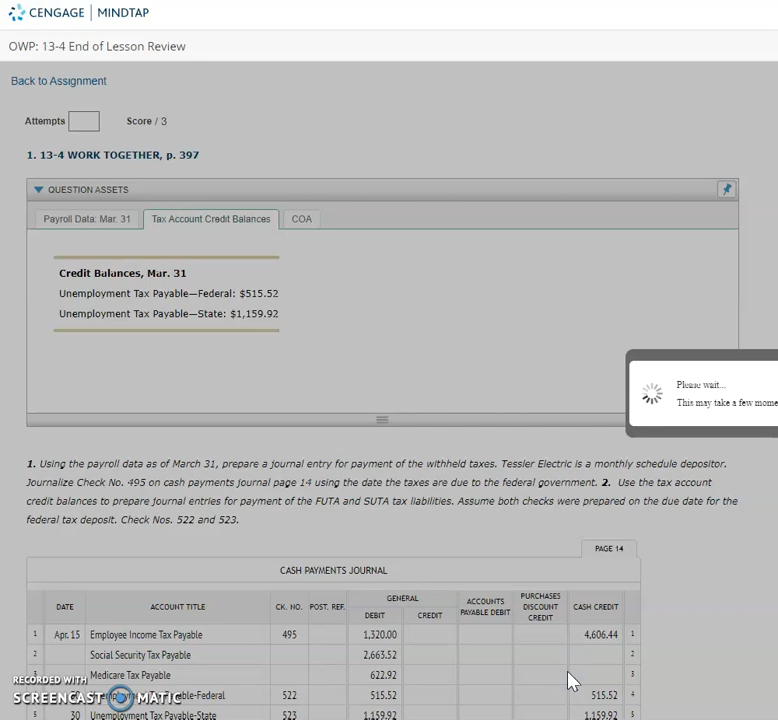 CENGAGE | MINDTAP
OWP: 13-4 End of Lesson Review
Back to Assignment
Attempts Score / 3
1. 13-4 WORK TOGETHER, p. 397
QUESTION ASSETS
Payroll Data: Mar. 31 Tax Account Credit Balances COA
Credit Balances, Mar. 31
Unemployment Tax Payable—Federal: $515.52
Unemployment Tax Payable—State: $1,159.92
Please wait...
This may take a few mome
1. Using the payroll data as of March 31, prepare a journal entry for payment of the withheld taxes. Tessler Electric is a monthly schedule depositor.
Journalize Check No. 495 on cash payments journal page 14 using the date the taxes are due to the federal government. 2. Use the tax account
credit balances to prepare journal entries for payment of the FUTA and SUTA tax liabilities. Assume both checks were prepared on the due date for the
federal tax deposit. Check Nos. 522 and 523.
PAGE 14
CASH PAYMENTS JOURNAL
DATE ACCOUNT TITLE CK. NO. POST. REF. GENERAL DEBIT CREDIT ACCOUNTS PAYABLE DEBIT PURCHASES DISCOUNT CREDIT CASH CREDIT
1 Apr. 15 Employee Income Tax Payable 495 1,320.00 4,606.44 1
2 Social Security Tax Payable 2,663.52 2
3 Medicare Tax Payable 622.92 3
RECORDED WITH
SCREENCAST MATIC
Payable-Federal 522 515.52 515.52 4
30 Unemployment Tax Payable-State 523 1,159.92 1,159.92 5